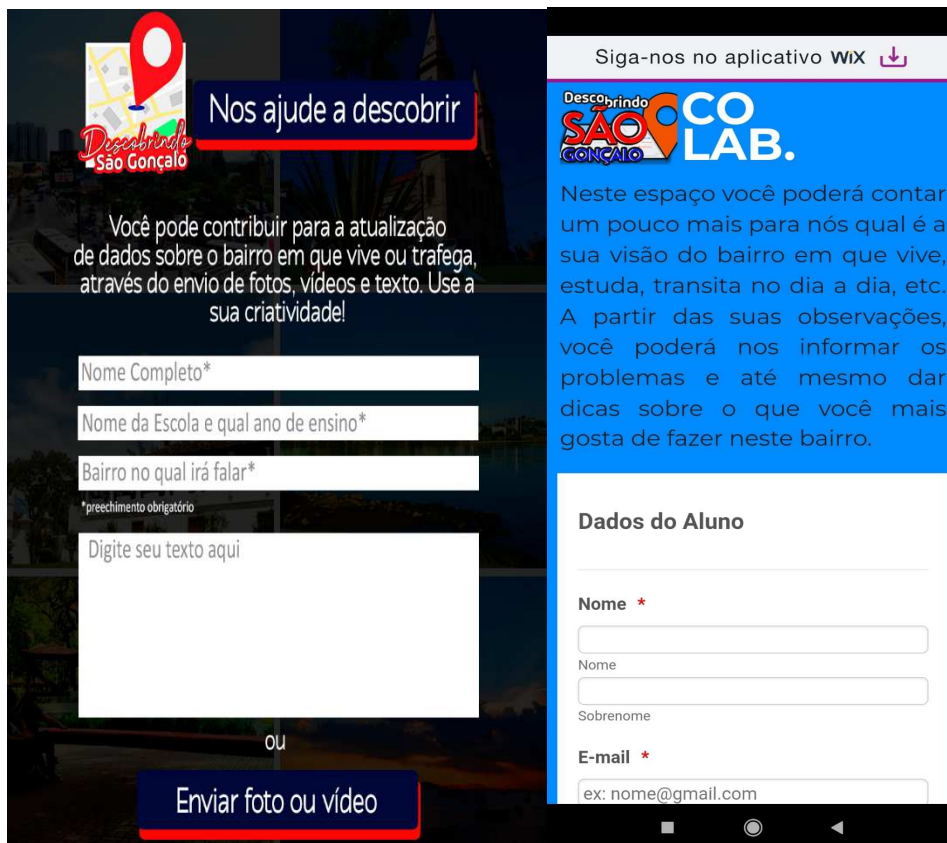 Descobrindo
São Gonçalo
Nos ajude a descobrir
Você pode contribuir para a atualização
de dados sobre o bairro em que vive ou trafega,
através do envio de fotos, vídeos e texto. Use a
sua criatividade!
Nome Completo*
Nome da Escola e qual ano de ensino*
Bairro no qual irá falar*
*preechimento obrigatório
Digite seu texto aqui
ou
Enviar foto ou vídeo
Siga-nos no aplicativo WiX
Descobrindo
SÃO
GONÇALO
CO
LAB.
Neste espaço você poderá contar
um pouco mais para nós qual é a
sua visão do bairro em que vive,
estuda, transita no dia a dia, etc.
A partir das suas observações,
você poderá nos informar os
problemas e até mesmo dar
dicas sobre o que você mais
gosta de fazer neste bairro.
Dados do Aluno
Nome *
Nome
Sobrenome
E-mail *
ex: nome@gmail.com